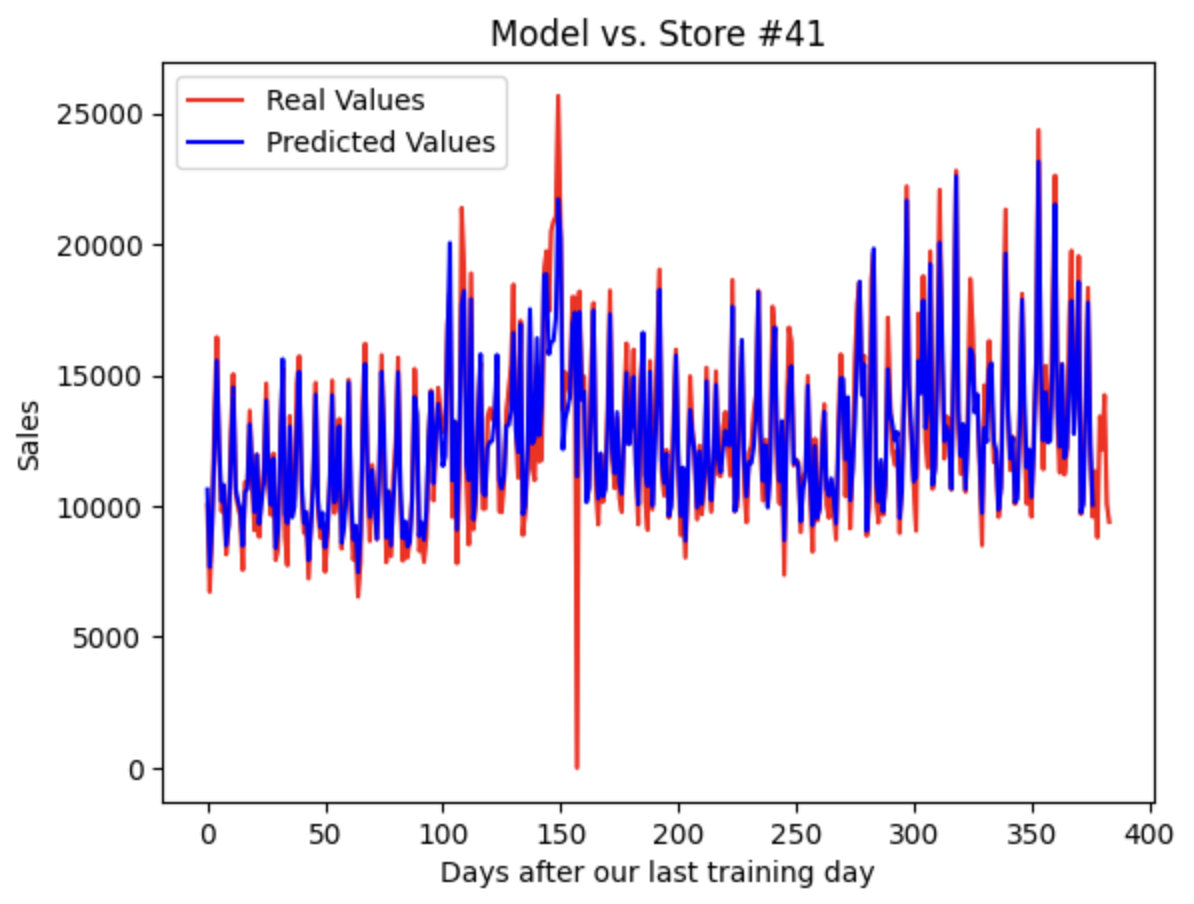 Model vs. Store #41
Real Values
Predicted Values
25000
20000
15000
10000
5000
0
Sales
0 50 100 150 200 250 300 350 400
Days after our last training day